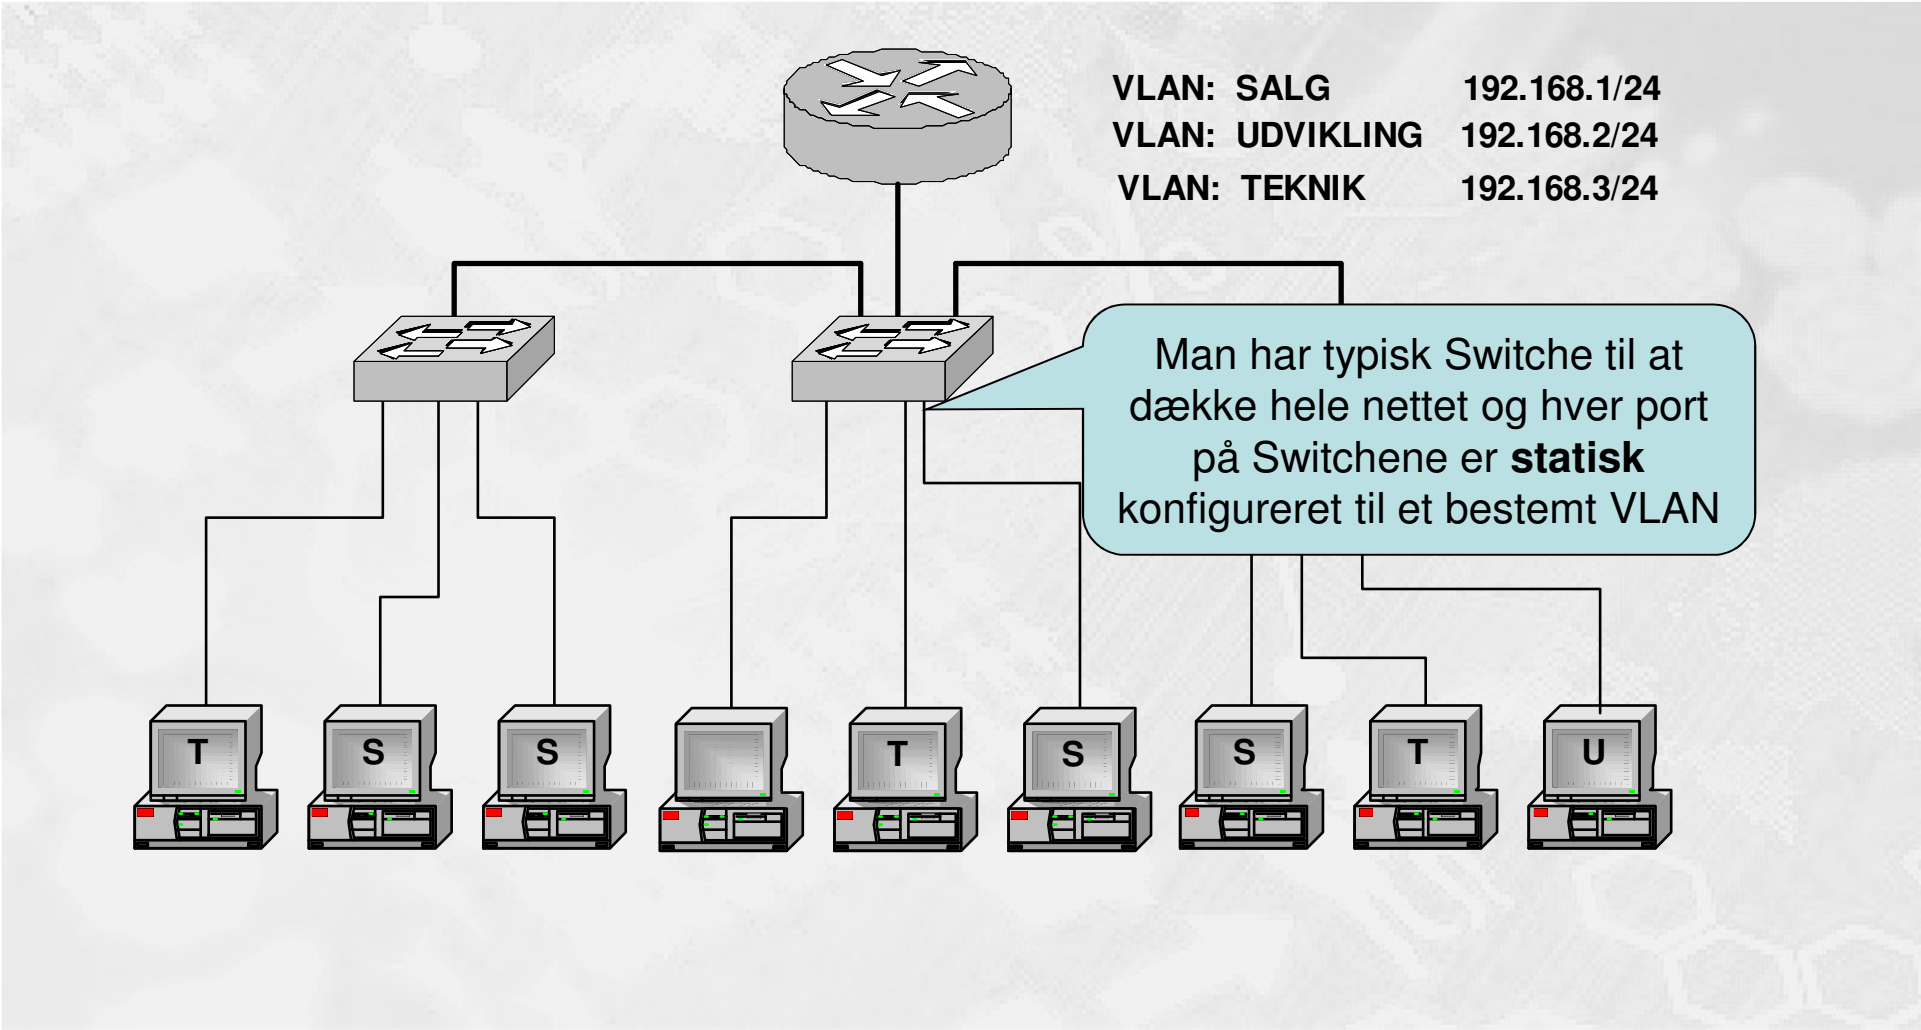 VLAN: SALG 192.168.1/24
VLAN: UDVIKLING 192.168.2/24
VLAN: TEKNIK 192.168.3/24
Man har typisk Switche til at
dække hele nettet og hver port
på Switchene er statisk
konfigureret til et bestemt VLAN
T S S T S S T U